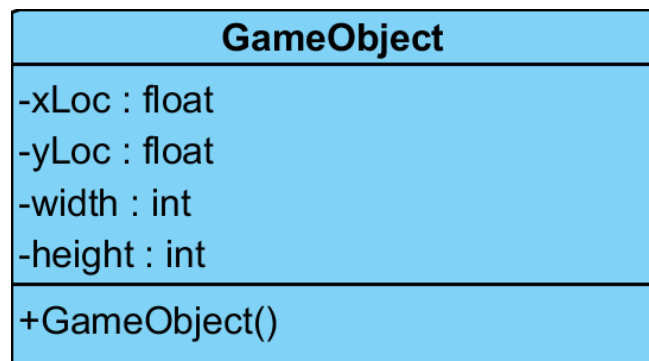 GameObject
-xLoc : float
-yLoc : float
-width : int
-height : int
+GameObject()